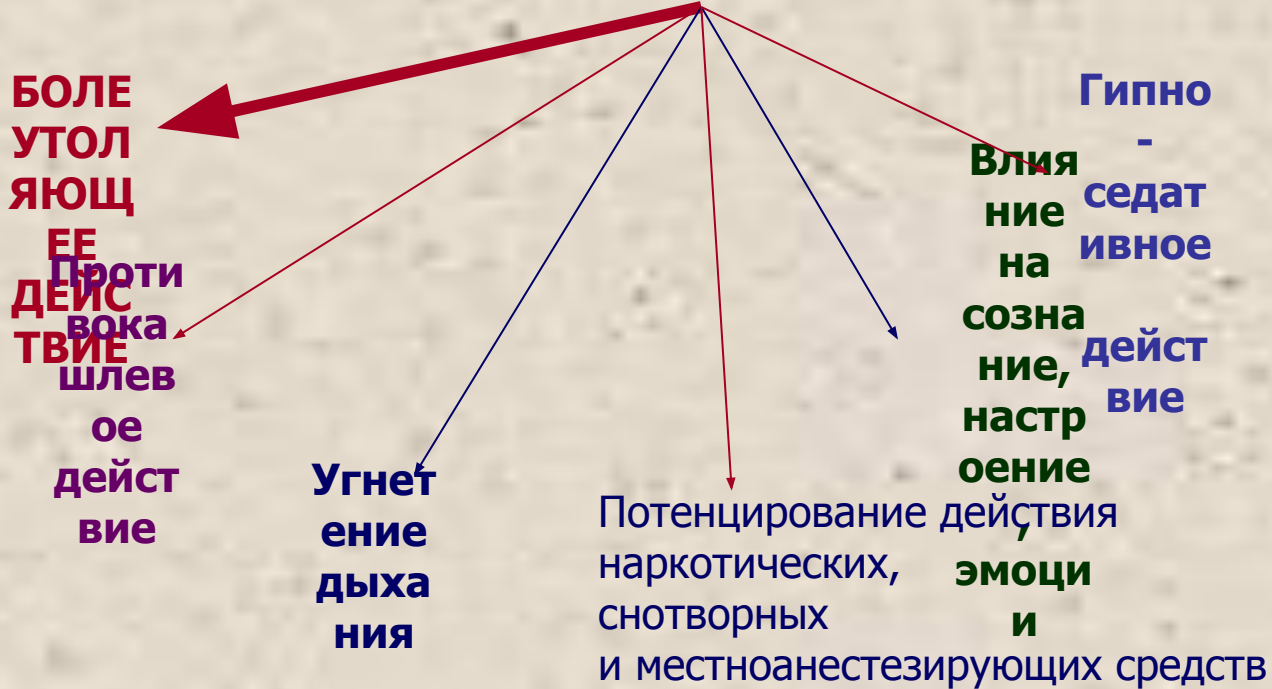 БОЛЕ
УТОЛ
ЯЮЩ
ЕЕ
ДЕЙС
ТВИЕ
Проти
вока
шлев
ое
дейст
вие
Угнет
ение
дыха
ния
Потенцирование действия
наркотических,
снотворных
и местноанестезирующих средств
Влия
ние
на
созна
ние,
настр
оение
,
эмоци
и
Гипно
-
седат
ивное
дейст
вие